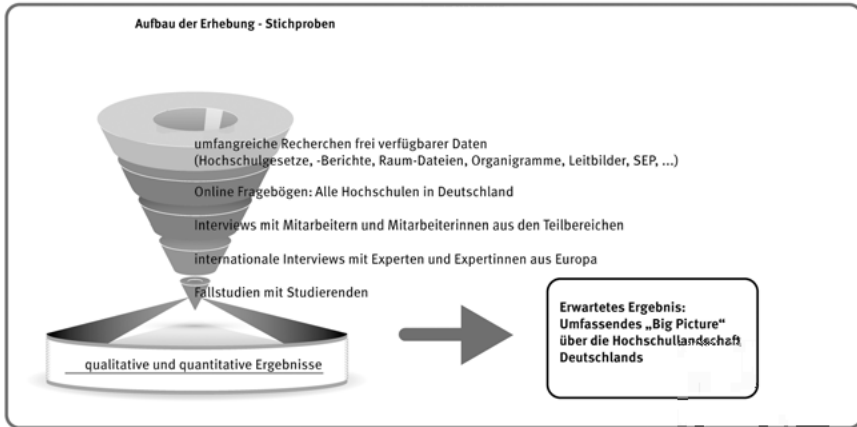 Aufbau der Erhebung - Stichproben
umfangreiche Recherchen frei verfügbarer Daten
(Hochschulgesetze, -Berichte, Raum-Dateien, Organigramme, Leitbilder, SEP, ...)
Online Fragebögen: Alle Hochschulen in Deutschland
Interviews mit Mitarbeitern und Mitarbeiterinnen aus den Teilbereichen
internationale Interviews mit Experten und Expertinnen aus Europa
Fallstudien mit Studierenden
qualitative und quantitative Ergebnisse
Erwartetes Ergebnis:
Umfassendes „Big Picture“
über die Hochschullandschaft
Deutschlands